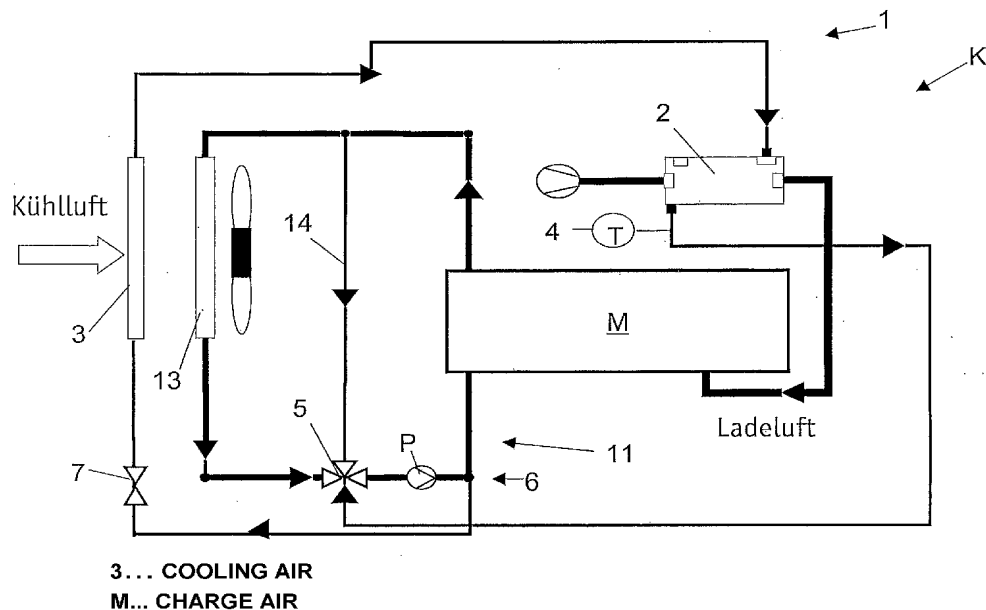 1
K
2
Kühlluft
14
4
T
3
M
13
5
P
Ladeluft
11
7
6
3... COOLING AIR
M... CHARGE AIR